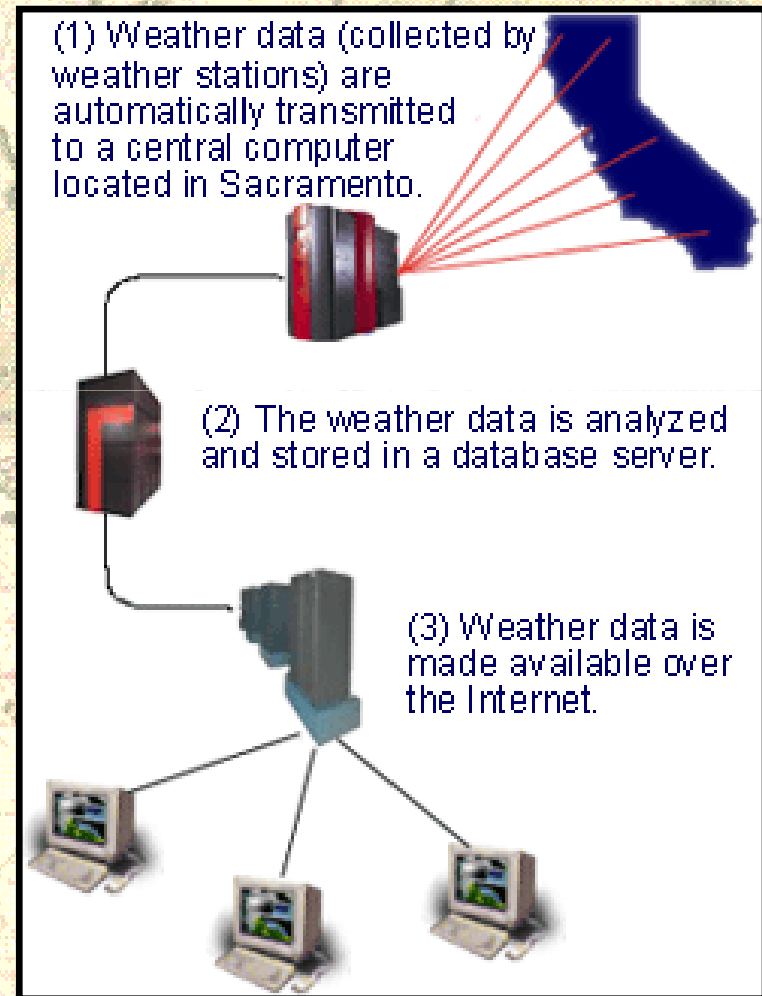 (1) Weather data (collected by
weather stations) are
automatically transmitted
to a central computer
located in Sacramento.
(2) The weather data is analyzed
and stored in a database server.
(3) Weather data is
made available over
the Internet.